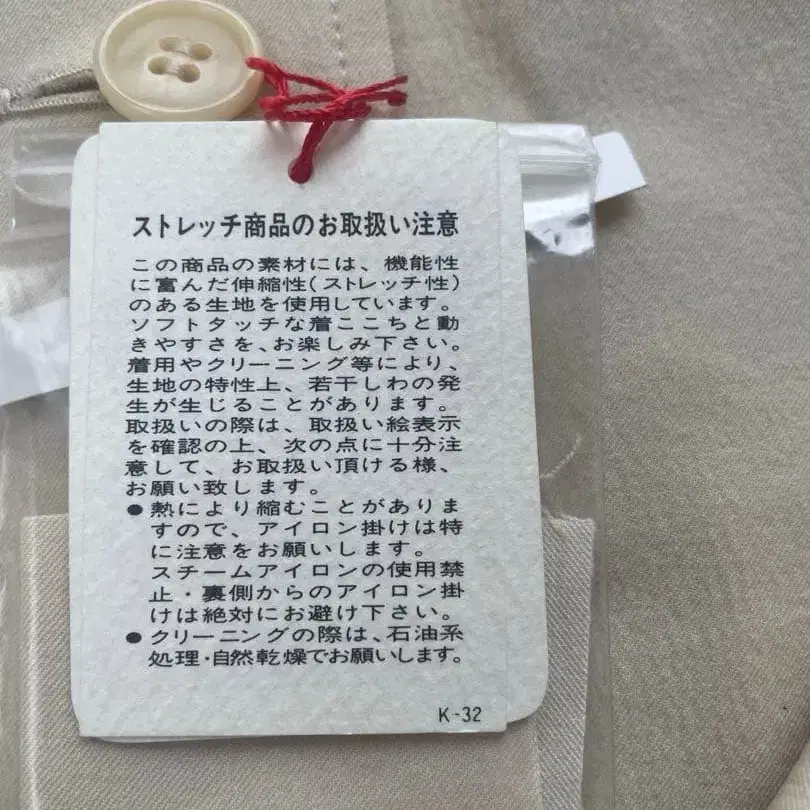 ストレッチ商品のお取扱い注意
この商品の素材には、機能性
に富んだ伸縮性(ストレッチ性)
のある生地を使用しています。
ソフトタッチな着ここちと動
きやすさを、お楽しみ下さい。
着用やクリーニング等により、
生地の特性上、若干しわの発
生が生じることがあります。
取扱いの際は、取扱い絵表示
を確認の上、次の点に十分注
意して、お取扱い頂ける様、
お願い致します。
●熱により縮むことがありま
すので、アイロン掛けは特
に注意をお願いします。
スチームアイロンの使用禁
止・裏側からのアイロン掛
けは絶対にお避け下さい。
●クリーニングの際は、石油系
処理・自然乾燥でお願いします。
K-32